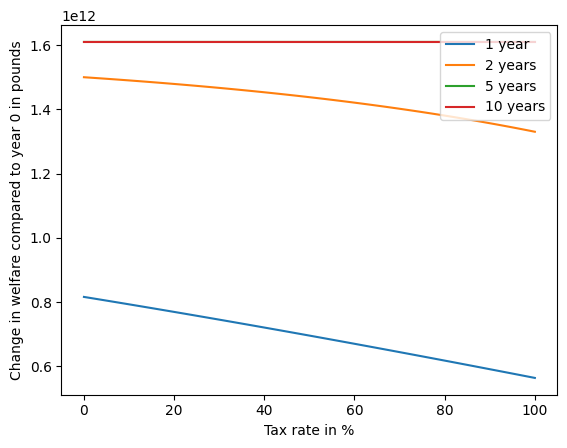 1e12
Change in welfare compared to year 0 in pounds
1.6
1.4
1.2
1.0
0.8
0.6
1 year
2 years
5 years
10 years
0
20
40
60
80
100
Tax rate in %